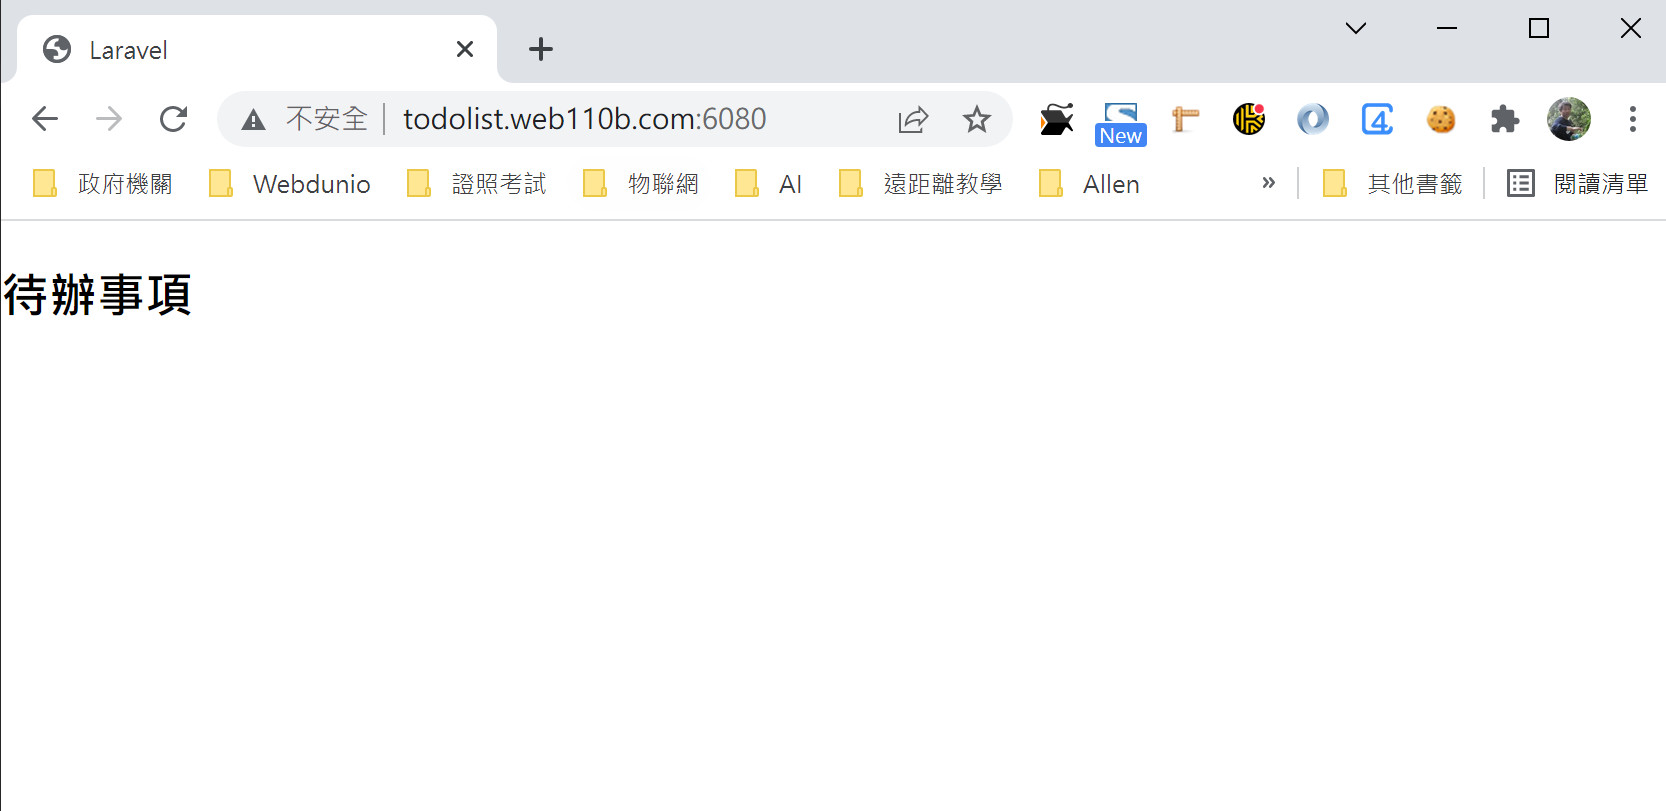 Laravel
不安全 todolist.web110b.com:6080
New
4
政府機關 Webdunio 證照考試 物聯網 AI 遠距離教學 Allen » 其他書籤 閱讀清單
待辦事項